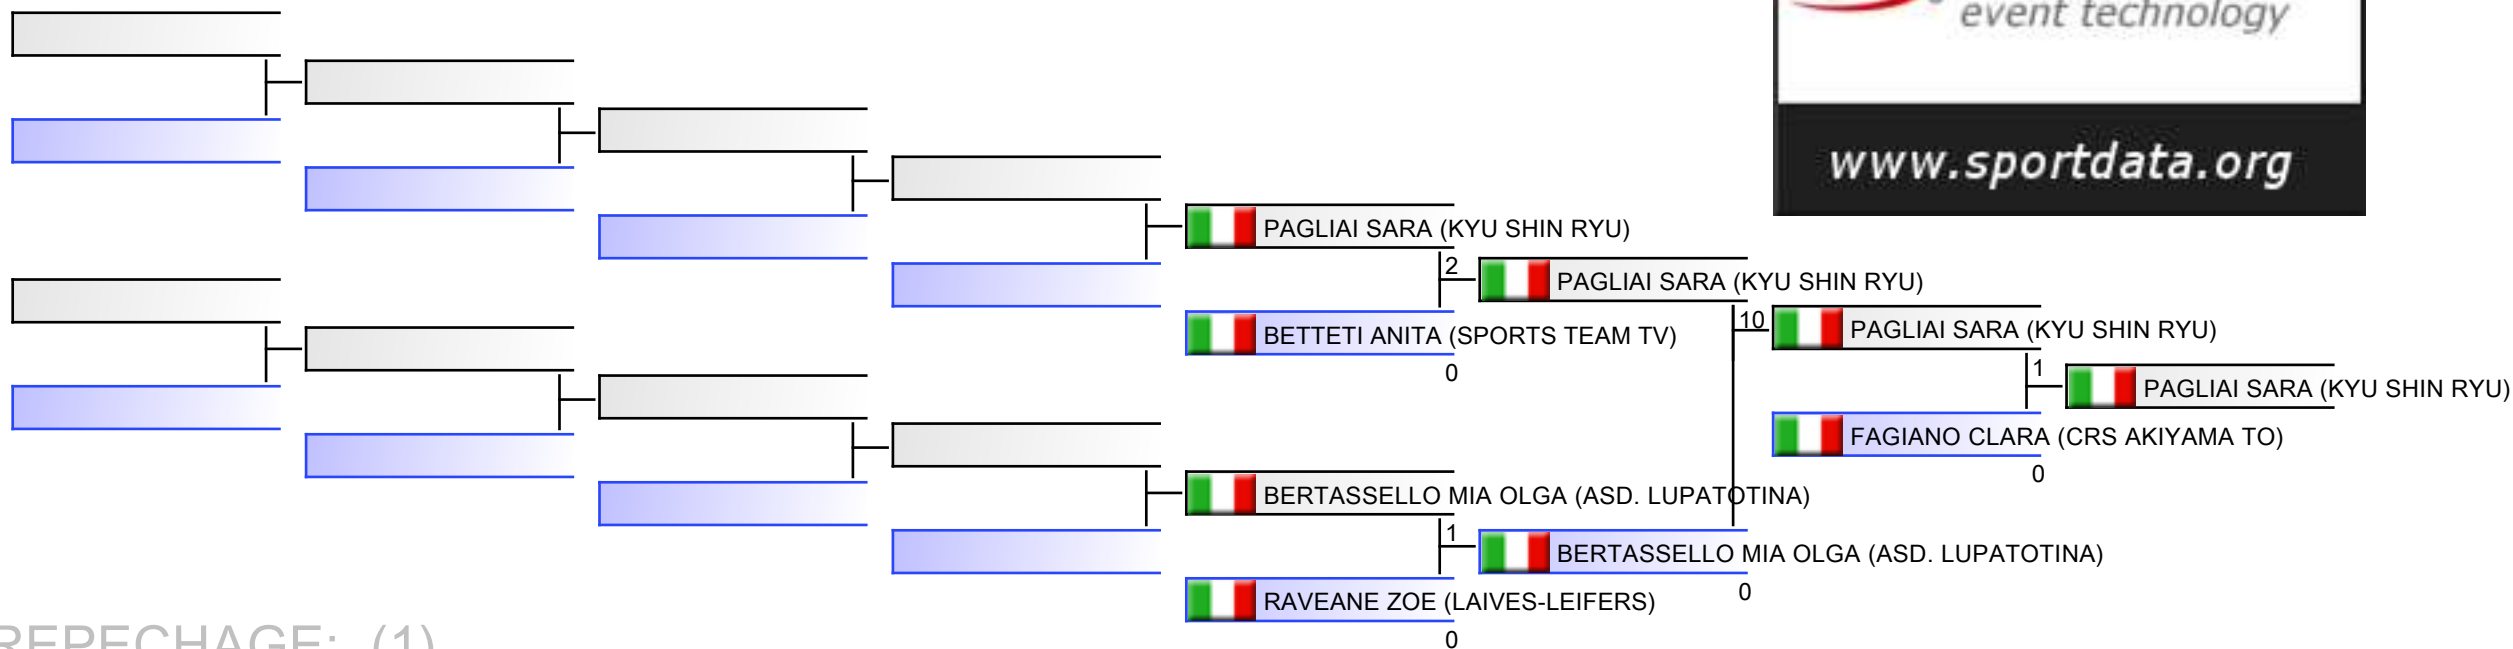 event technology
www.sportdata.org
PAGLIAI SARA (KYU SHIN RYU)
2
PAGLIAI SARA (KYU SHIN RYU)
BETTETI ANITA (SPORTS TEAM TV)
0
10
PAGLIAI SARA (KYU SHIN RYU)
1
PAGLIAI SARA (KYU SHIN RYU)
FAGIANO CLARA (CRS AKIYAMA TO)
0
BERTASSELLO MIA OLGA (ASD. LUPATOTINA)
1
BERTASSELLO MIA OLGA (ASD. LUPATOTINA)
0
RAVEANE ZOE (LAIVES-LEIFERS)
0
REPECHAGE: (1)